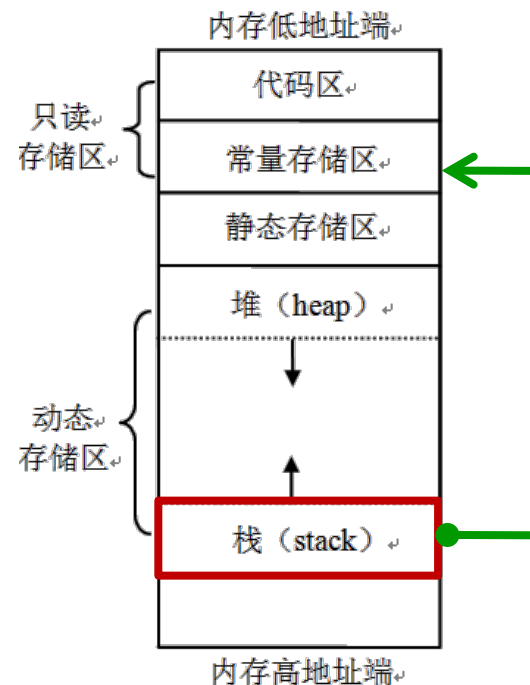 内存低地址端
代码区
只读
存储区
常量存储区
静态存储区
堆（heap）
动态
存储区
栈（stack）
内存高地址端